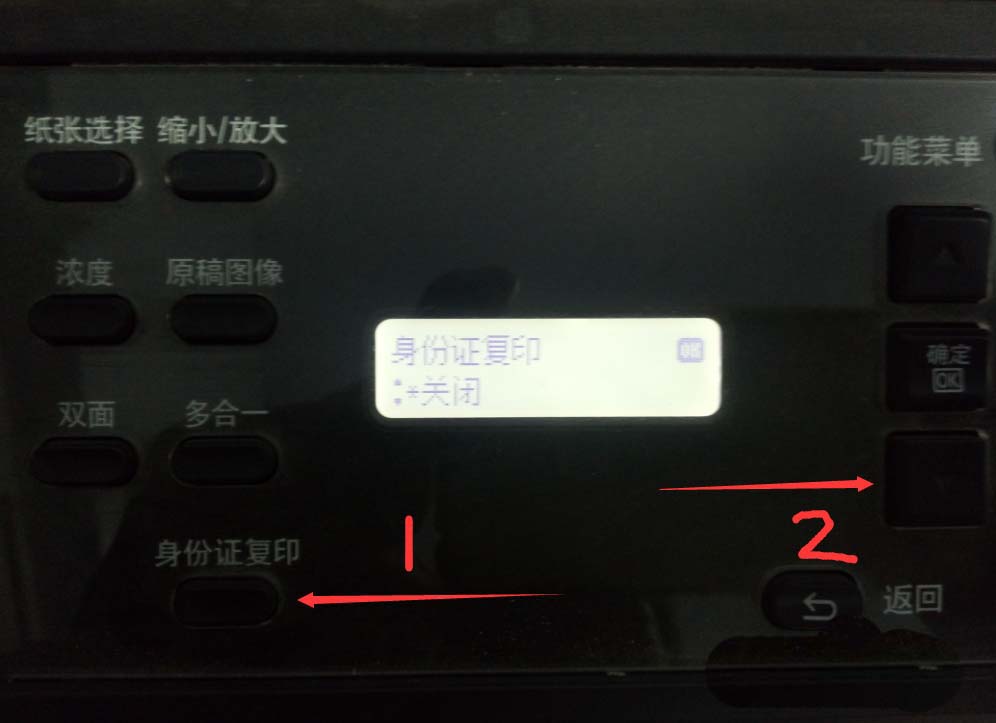 纸张选择 缩小/放大
功能菜单
浓度 原稿图像
身份证复印 OK
*关闭
确定
OK
双面 多合一
1
2
身份证复印
返回